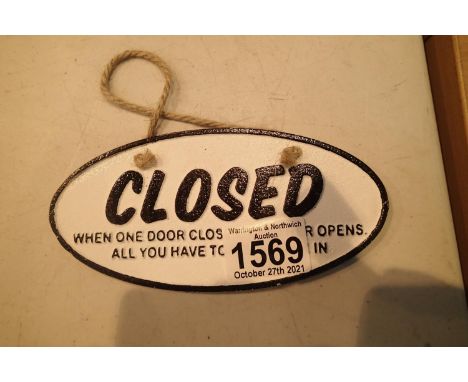 CLOSED
WHEN ONE DOOR CLOS R OPENS.
ALL YOU HAVE TO IN
Warrington & Northwich
Auction
1569
October 27th 2021